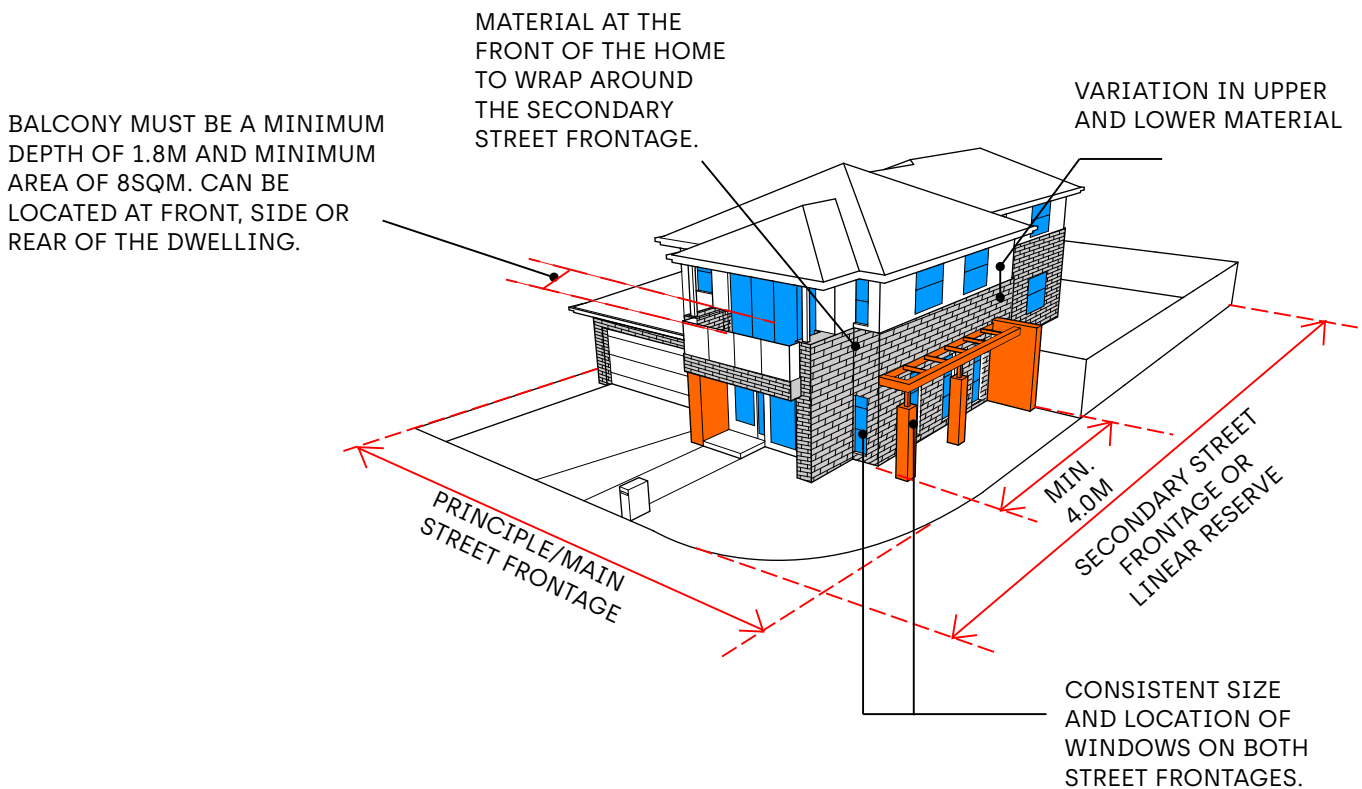 MATERIAL AT THE
FRONT OF THE HOME
TO WRAP AROUND
THE SECONDARY
STREET FRONTAGE.
VARIATION IN UPPER
AND LOWER MATERIAL
BALCONY MUST BE A MINIMUM
DEPTH OF 1.8M AND MINIMUM
AREA OF 8SQM. CAN BE
LOCATED AT FRONT, SIDE OR
REAR OF THE DWELLING.
PRINCIPLE/MAIN
STREET FRONTAGE
MIN.
4.0M
SECONDARY STREET
FRONTAGE OR
LINEAR RESERVE
CONSISTENT SIZE
AND LOCATION OF
WINDOWS ON BOTH
STREET FRONTAGES.